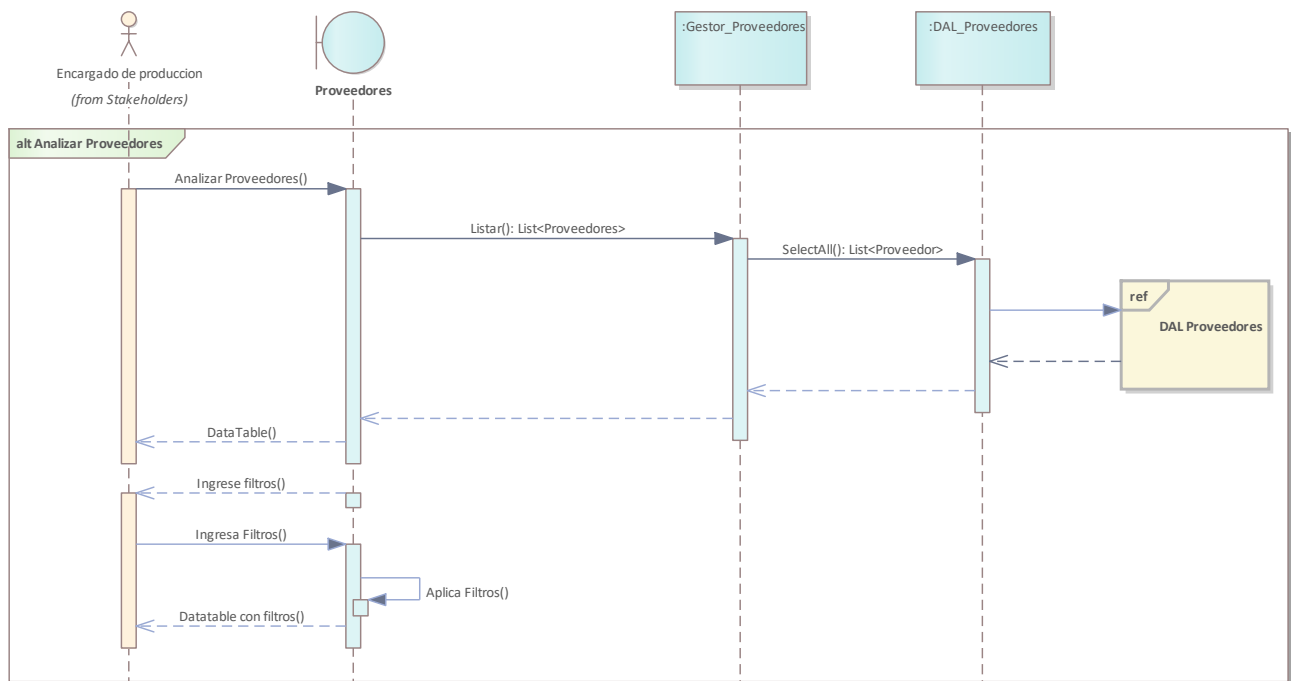 Encargado de produccion
(from Stakeholders)
Proveedores
:Gestor_Proveedores
:DAL_Proveedores
alt Analizar Proveedores
Analizar Proveedores()
Listar(): List<Proveedores>
SelectAll(): List<Proveedor>
ref
DAL Proveedores
DataTable()
Ingrese filtros()
Ingresa Filtros()
Aplica Filtros()
Datatable con filtros()